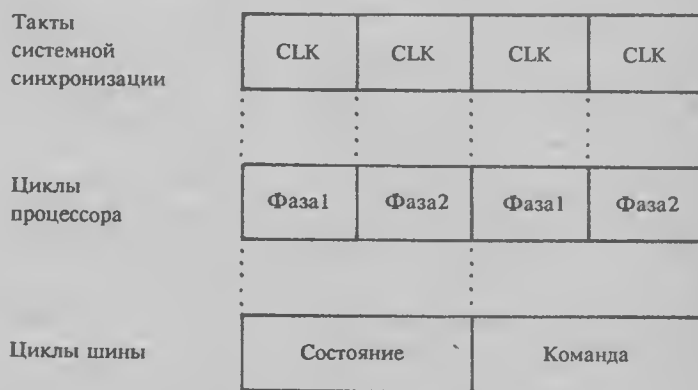 Такты
системной
синхронизации
CLK CLK CLK CLK
Циклы
процессора
Фаза1 Фаза2 Фаза1 Фаза2
Циклы шины
Состояние Команда